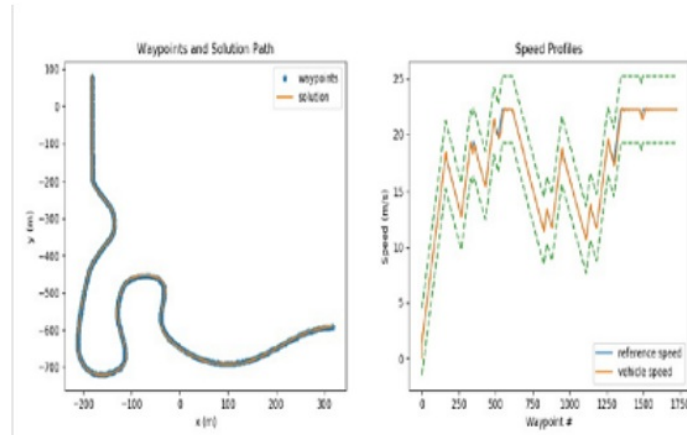 Waypoints and Solution Path
waypoints
solution
100
0
−100
−200
−300
−400
−500
−600
−700
y (m)
−200 −100 0 100 200 300
x (m)
Speed Profiles
25
20
15
10
5
0
Speed (m/s)
reference speed
vehicle speed
0 250 500 750 1000 1250 1500 1750
Waypoint #